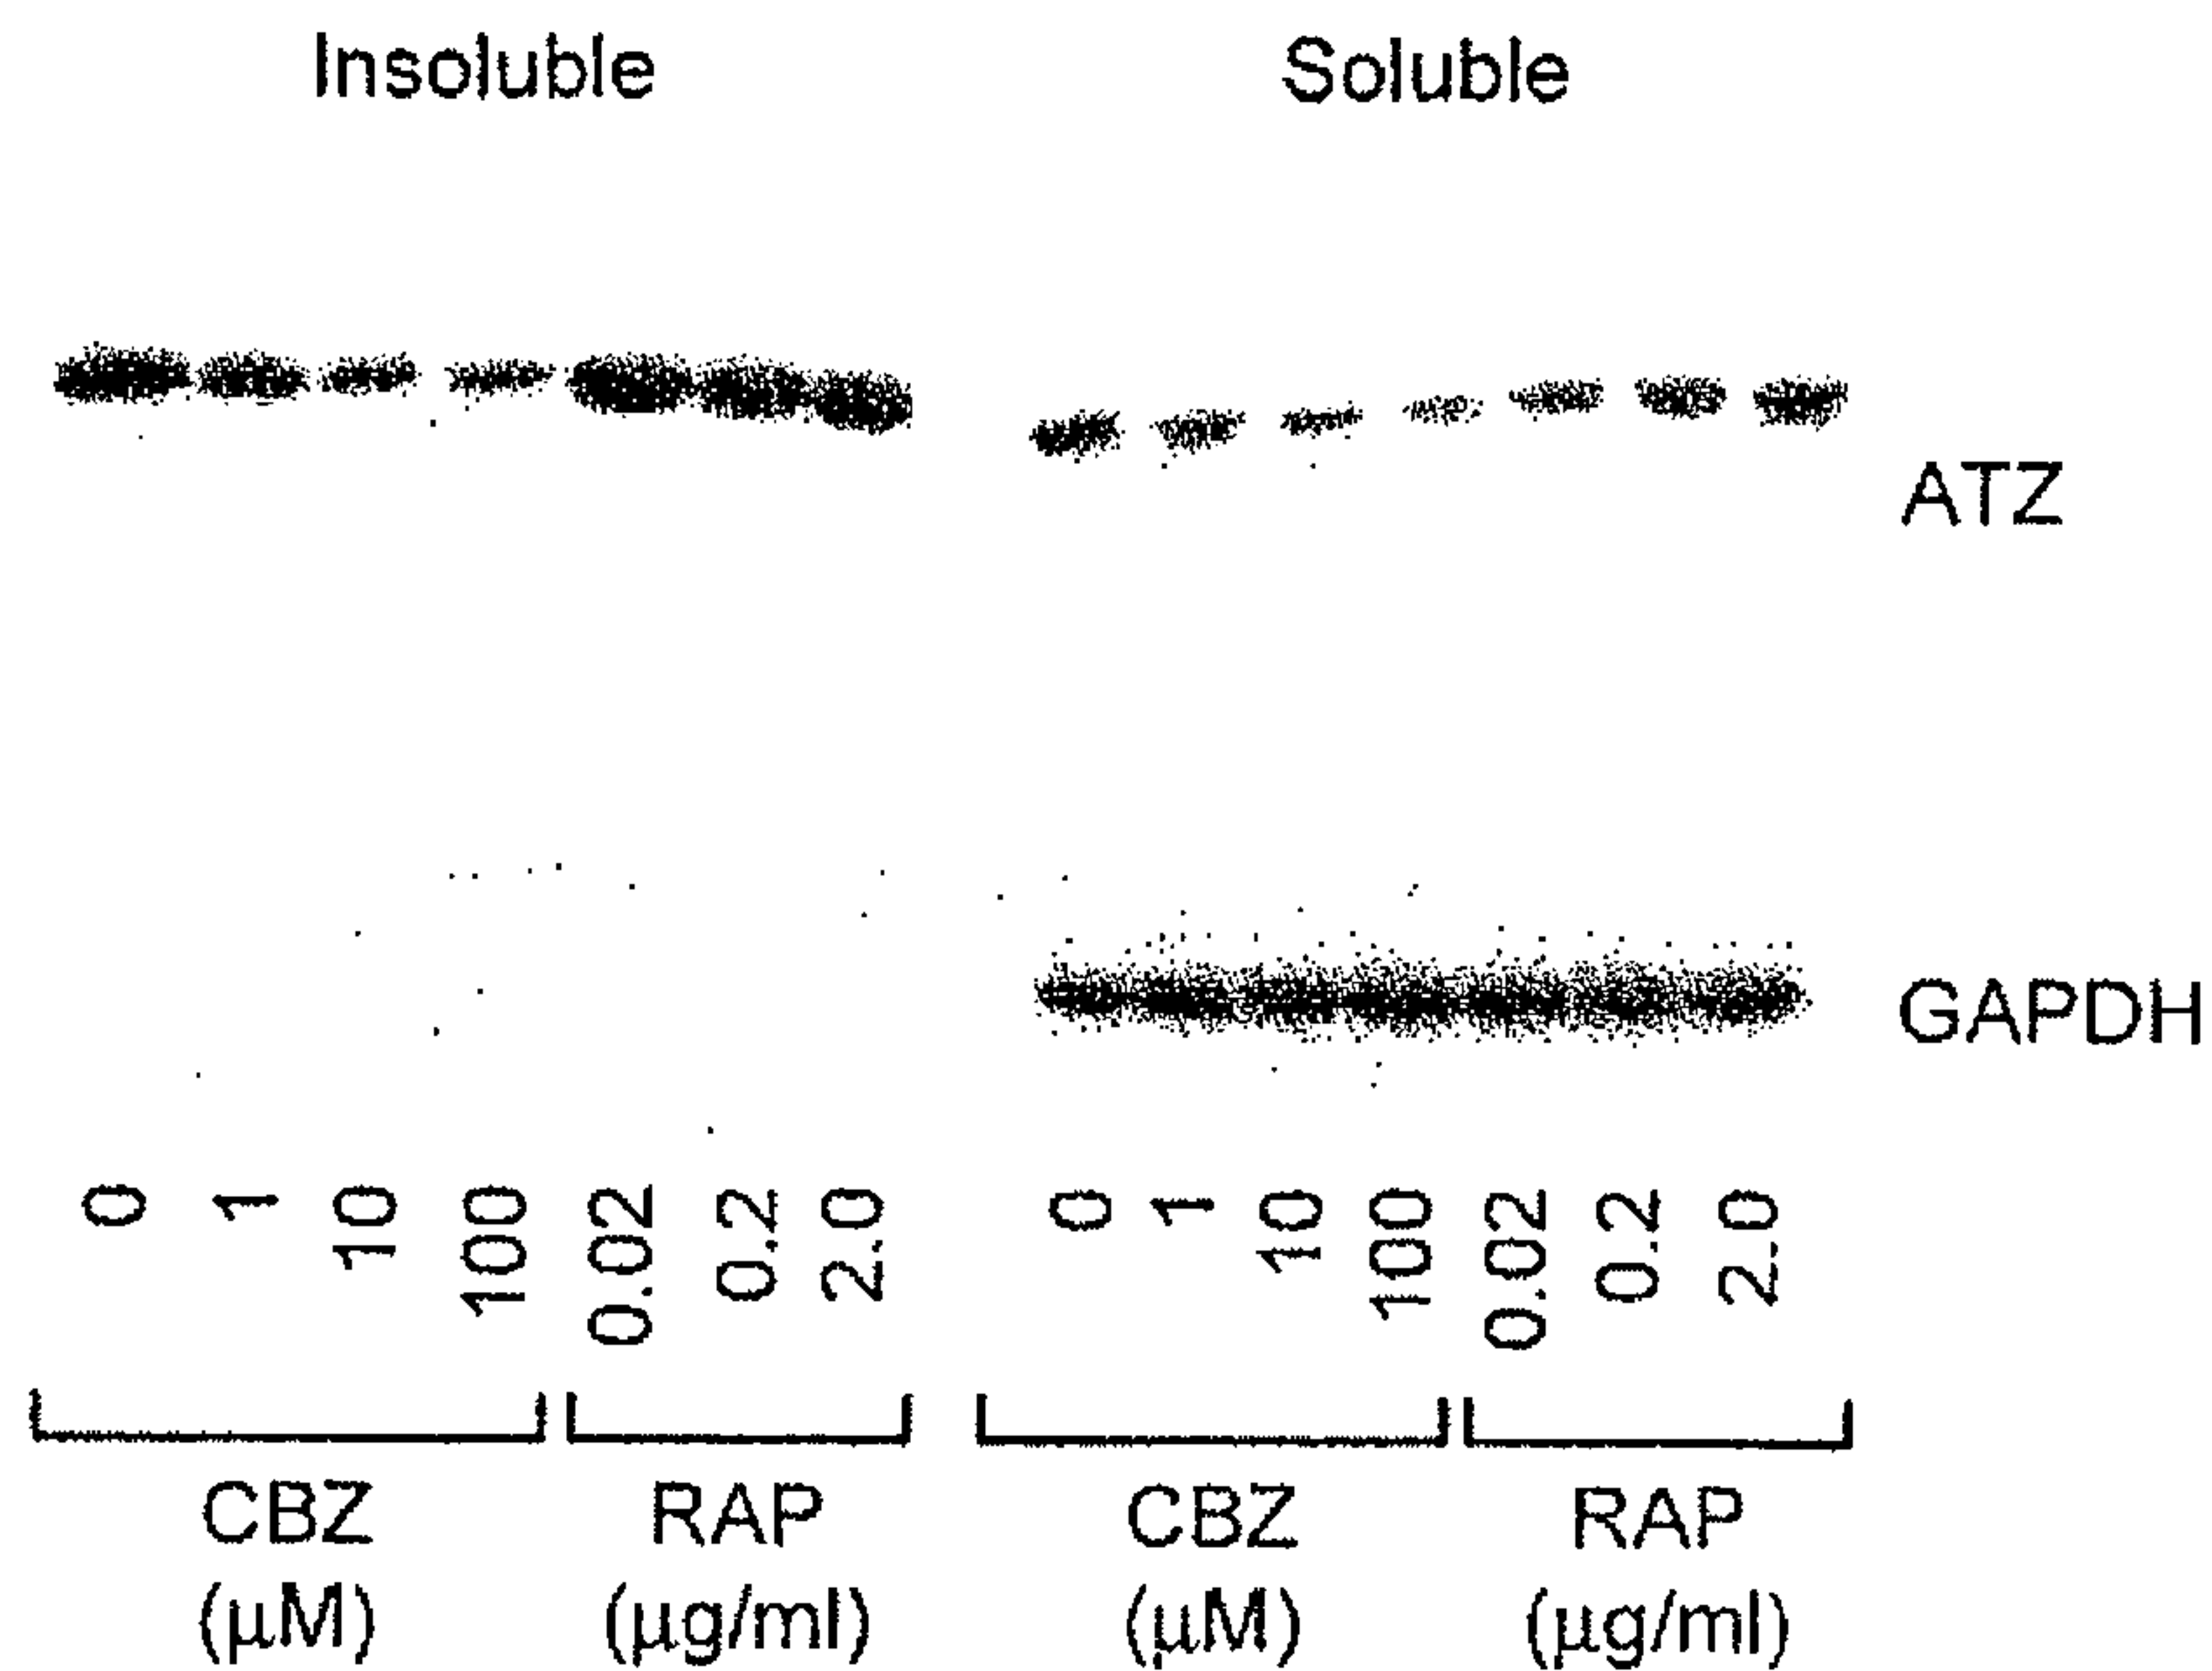 Insoluble Soluble
ATZ
GAPDH
0 1 10 100 0.02 0.2 2.0 0 1 10 100 0.02 0.2 2.0
CBZ RAP CBZ RAP
(µM) (µg/ml) (µM) (µg/ml)